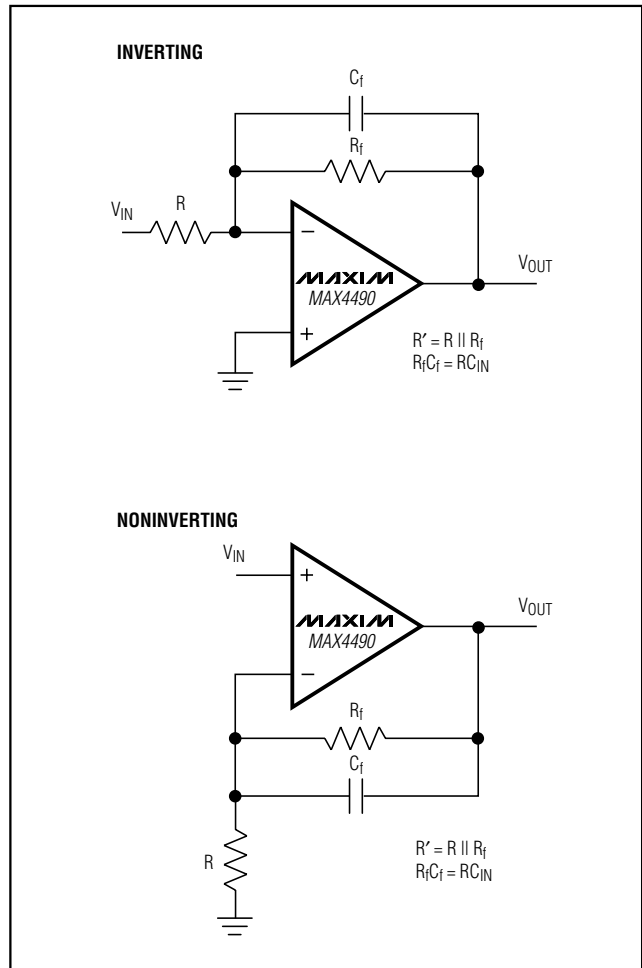 INVERTING
Cf
Rf
VIN
R
−
MAXIM
MAX4490
+
VOUT
R′ = R || Rf
RfCf = RCIN
NONINVERTING
VIN
+
MAXIM
MAX4490
−
VOUT
Rf
Cf
R
R′ = R || Rf
RfCf = RCIN